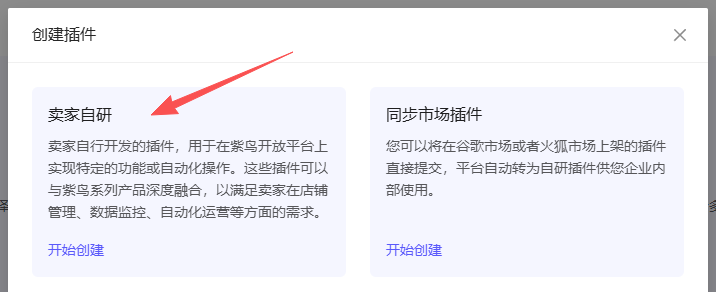 创建插件
卖家自研
卖家自行开发的插件，用于在紫鸟开放平台上
实现特定的功能或自动化操作。这些插件可以
与紫鸟系列产品深度融合，以满足卖家在店铺
管理、数据监控、自动化运营等方面的需求。
开始创建
同步市场插件
您可以将在谷歌市场或者火狐市场上架的插件
直接提交，平台自动转为自研插件供您企业内
部使用。
开始创建